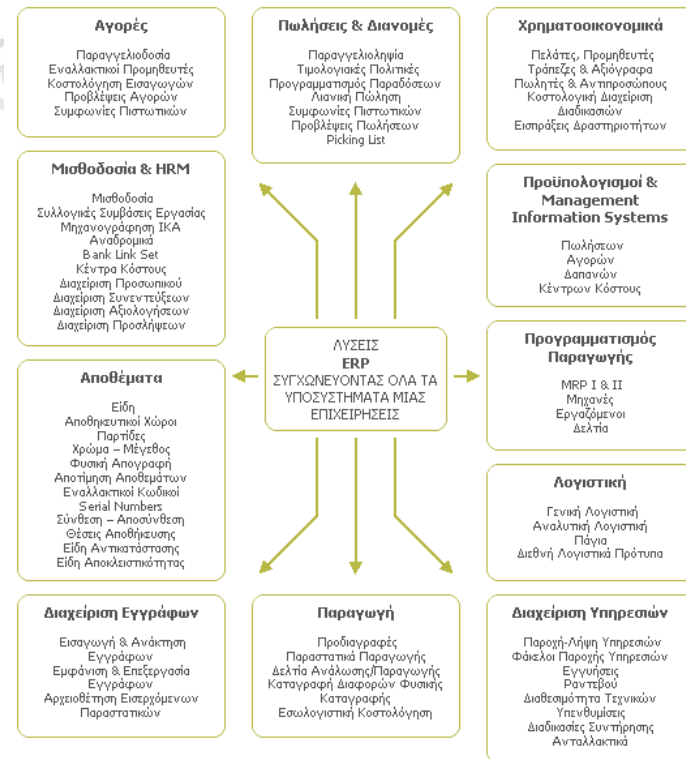 Αγορές
Παραγγελιοδοσία
Εναλλακτικοί Προμηθευτές
Κοστολόγηση Εισαγωγών
Προβλέψεις Αγορών
Συμφωνίες Πιστωτικών
Πωλήσεις & Διανομές
Παραγγελιοληψία
Τιμολογιακές Πολιτικές
Προγραμματισμός Παραδόσεων
Λιανική Πώληση
Συμφωνίες Πιστωτικών
Προβλέψεις Πωλήσεων
Picking List
Χρηματοοικονομικά
Πελάτες, Προμηθευτές
Τράπεζες & Αξιόγραφα
Πωλητές & Αντιπροσώπους
Κοστολογική Διαχείριση
Διαδικασιών
Εισπράξεις Δραστηριοτήτων
Μισθοδοσία & HRM
Μισθοδοσία
Συλλογικές Συμβάσεις Εργασίας
Μηχανογράφηση ΙΚΑ
Αναδρομικά
Bank Link Set
Κέντρα Κόστους
Διαχείριση Προσωπικού
Διαχείριση Συνεντεύξεων
Διαχείριση Αξιολογήσεων
Διαχείριση Προσλήψεων
Προϋπολογισμοί &
Management
Information Systems
Πωλήσεων
Αγορών
Δαπανών
Κέντρων Κόστους
ΛΥΣΕΙΣ
ERP
ΣΥΓΧΩΝΕΥΟΝΤΑΣ ΟΛΑ ΤΑ
ΥΠΟΣΥΣΤΗΜΑΤΑ ΜΙΑΣ
ΕΠΙΧΕΙΡΗΣΕΙΣ
Προγραμματισμός
Παραγωγής
MRP I & II
Μηχανές
Εργαζόμενοι
Δελτία
Αποθέματα
Είδη
Αποθηκευτικοί Χώροι
Παρτίδες
Χρώμα – Μέγεθος
Φυσική Απογραφή
Αποτίμηση Αποθεμάτων
Εναλλακτικοί Κωδικοί
Serial Numbers
Σύνθεση – Αποσύνθεση
Θέσεις Αποθήκευσης
Είδη Αντικατάστασης
Είδη Αποκλειστικότητας
Λογιστική
Γενική Λογιστική
Αναλυτική Λογιστική
Πάγια
Διεθνή Λογιστικά Πρότυπα
Διαχείριση Εγγράφων
Εισαγωγή & Ανάκτηση
Εγγράφων
Εμφάνιση & Επεξεργασία
Εγγράφων
Αρχειοθέτηση Εισερχόμενων
Παραστατικών
Παραγωγή
Προδιαγραφές
Παραστατικά Παραγωγής
Δελτία Ανάλωσης/Παραγωγής
Καταγραφή Διαφορών Φυσικής
Καταγραφής
Εσωλογιστική Κοστολόγηση
Διαχείριση Υπηρεσιών
Παροχή-Λήψη Υπηρεσιών
Φάκελοι Παροχής Υπηρεσιών
Εγγυήσεις
Ραντεβού
Διαθεσιμότητα Τεχνικών
Υπενθυμίσεις
Διαδικασίες Συντήρησης
Ανταλλακτικά